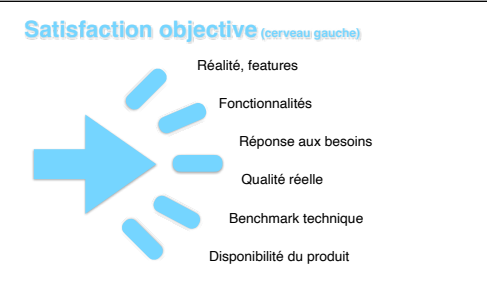 Satisfaction objective (cerveau gauche)
Réalité, features
Fonctionnalités
Réponse aux besoins
Qualité réelle
Benchmark technique
Disponibilité du produit